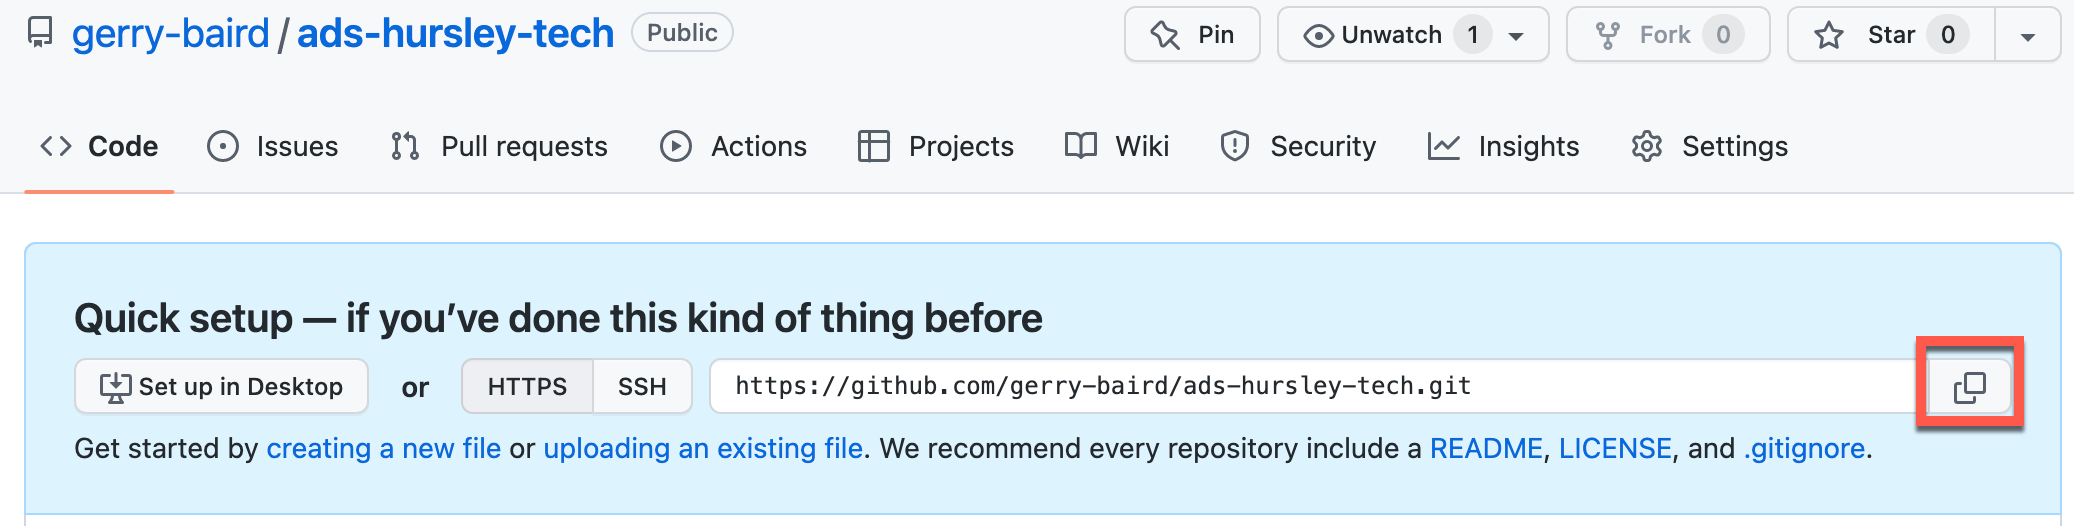 gerry-baird / ads-hursley-tech Public Pin Unwatch 1 Fork 0 Star 0
Code Issues Pull requests Actions Projects Wiki Security Insights Settings
Quick setup — if you’ve done this kind of thing before
Set up in Desktop or HTTPS SSH https://github.com/gerry-baird/ads-hursley-tech.git
Get started by creating a new file or uploading an existing file. We recommend every repository include a README, LICENSE, and .gitignore.